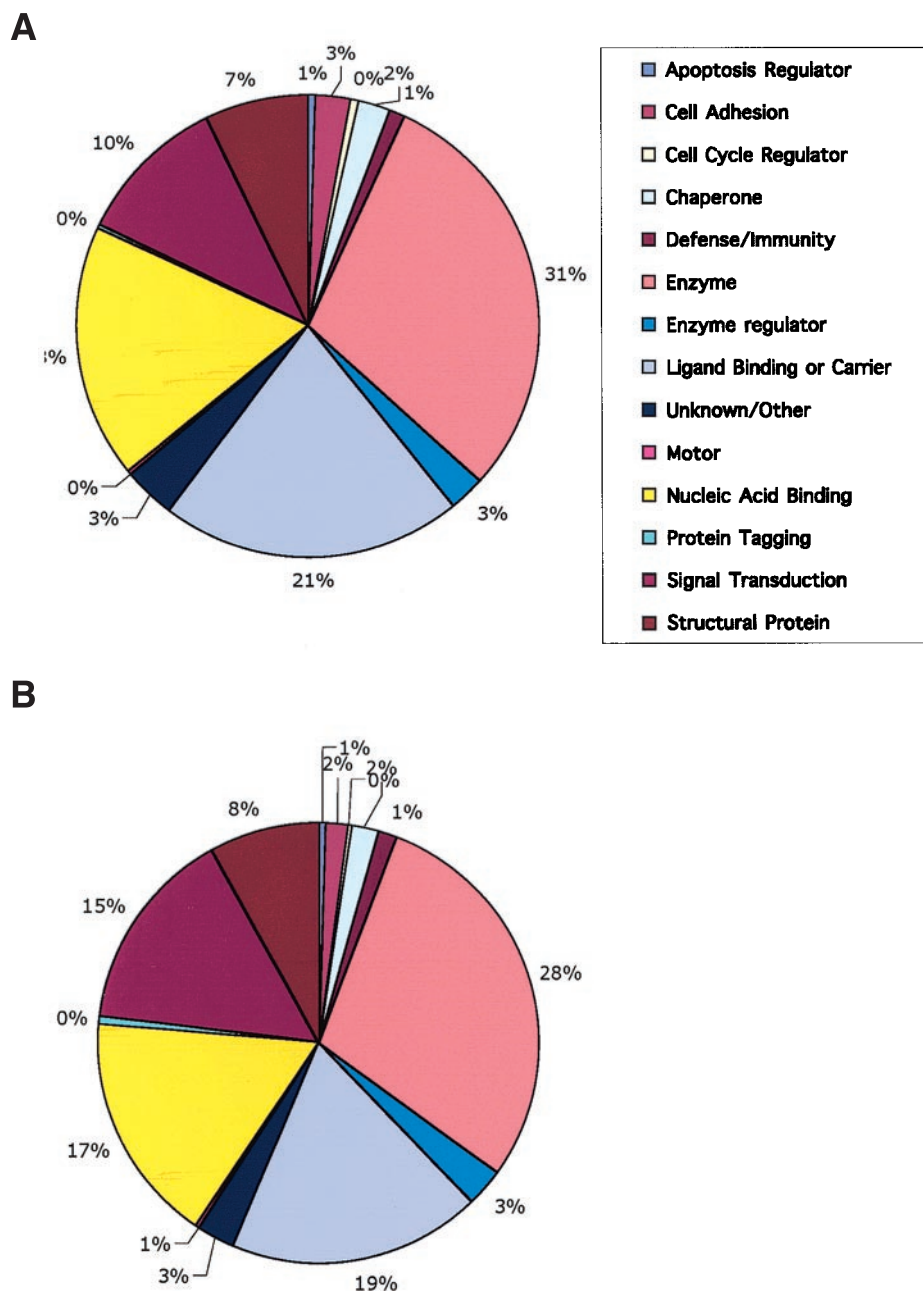 A
3%
7% 1% 0% 2%
1%
10%
0%
31%
%
0%
3%
3%
21%
Apoptosis Regulator
Cell Adhesion
Cell Cycle Regulator
Chaperone
Defense/Immunity
Enzyme
Enzyme regulator
Ligand Binding or Carrier
Unknown/Other
Motor
Nucleic Acid Binding
Protein Tagging
Signal Transduction
Structural Protein
B
1%
2% 2%
0%
8% 1%
15%
28%
0%
17%
3%
1%
3%
19%